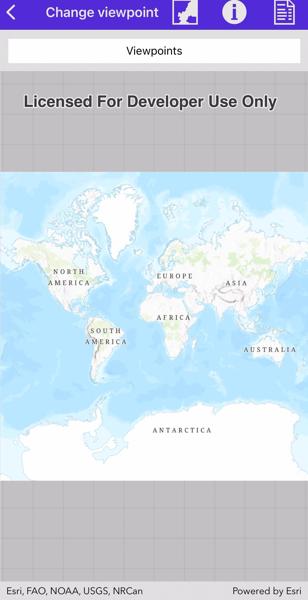 Change viewpoint
Viewpoints
Licensed For Developer Use Only
NORTH
AMERICA
EUROPE
ASIA
AFRICA
SOUTH
AMERICA
AUSTRALIA
ANTARCTICA
Esri, FAO, NOAA, USGS, NRCan
Powered by Esri